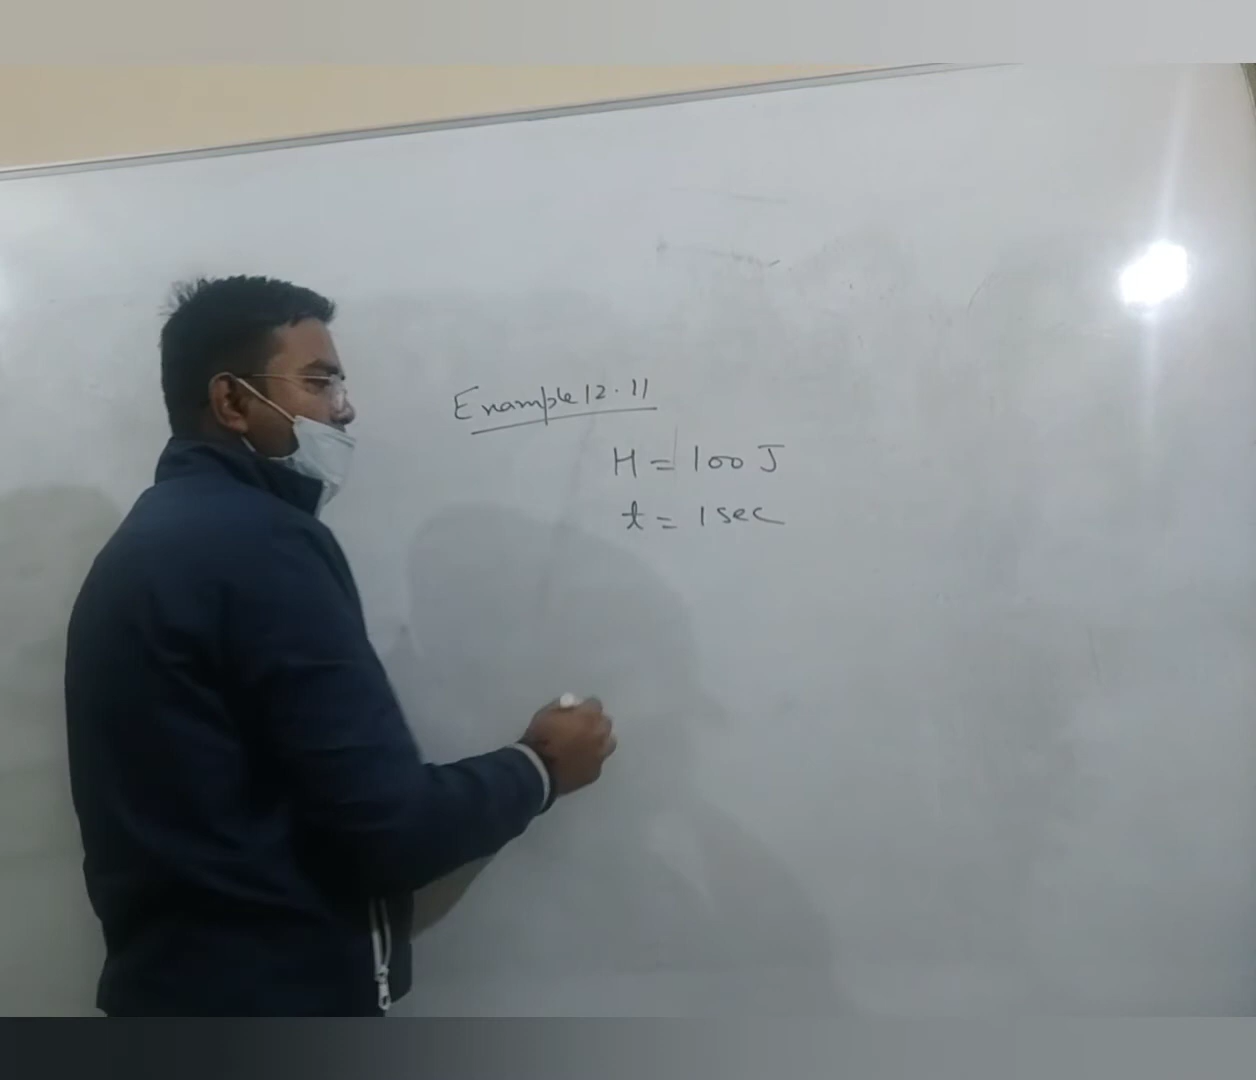 Example 12.11
H = 100 J
t = 1 sec